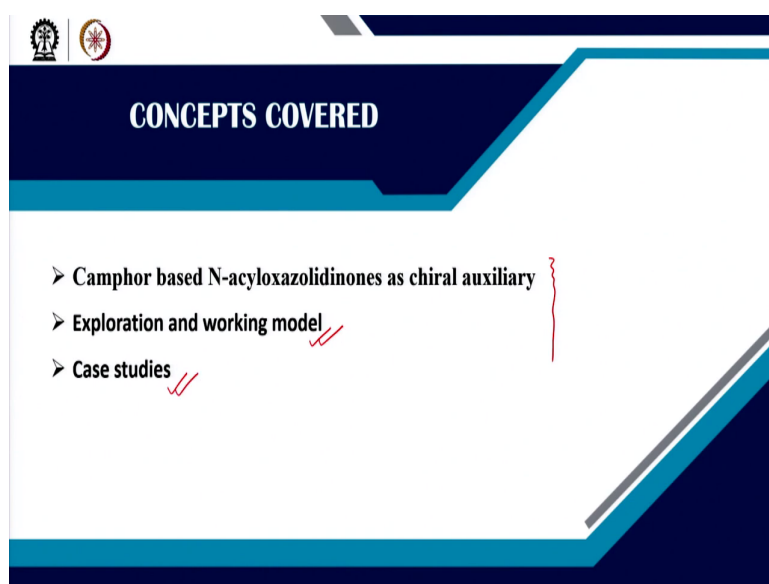 CONCEPTS COVERED
➢ Camphor based N-acyloxazolidinones as chiral auxiliary
➢ Exploration and working model
➢ Case studies